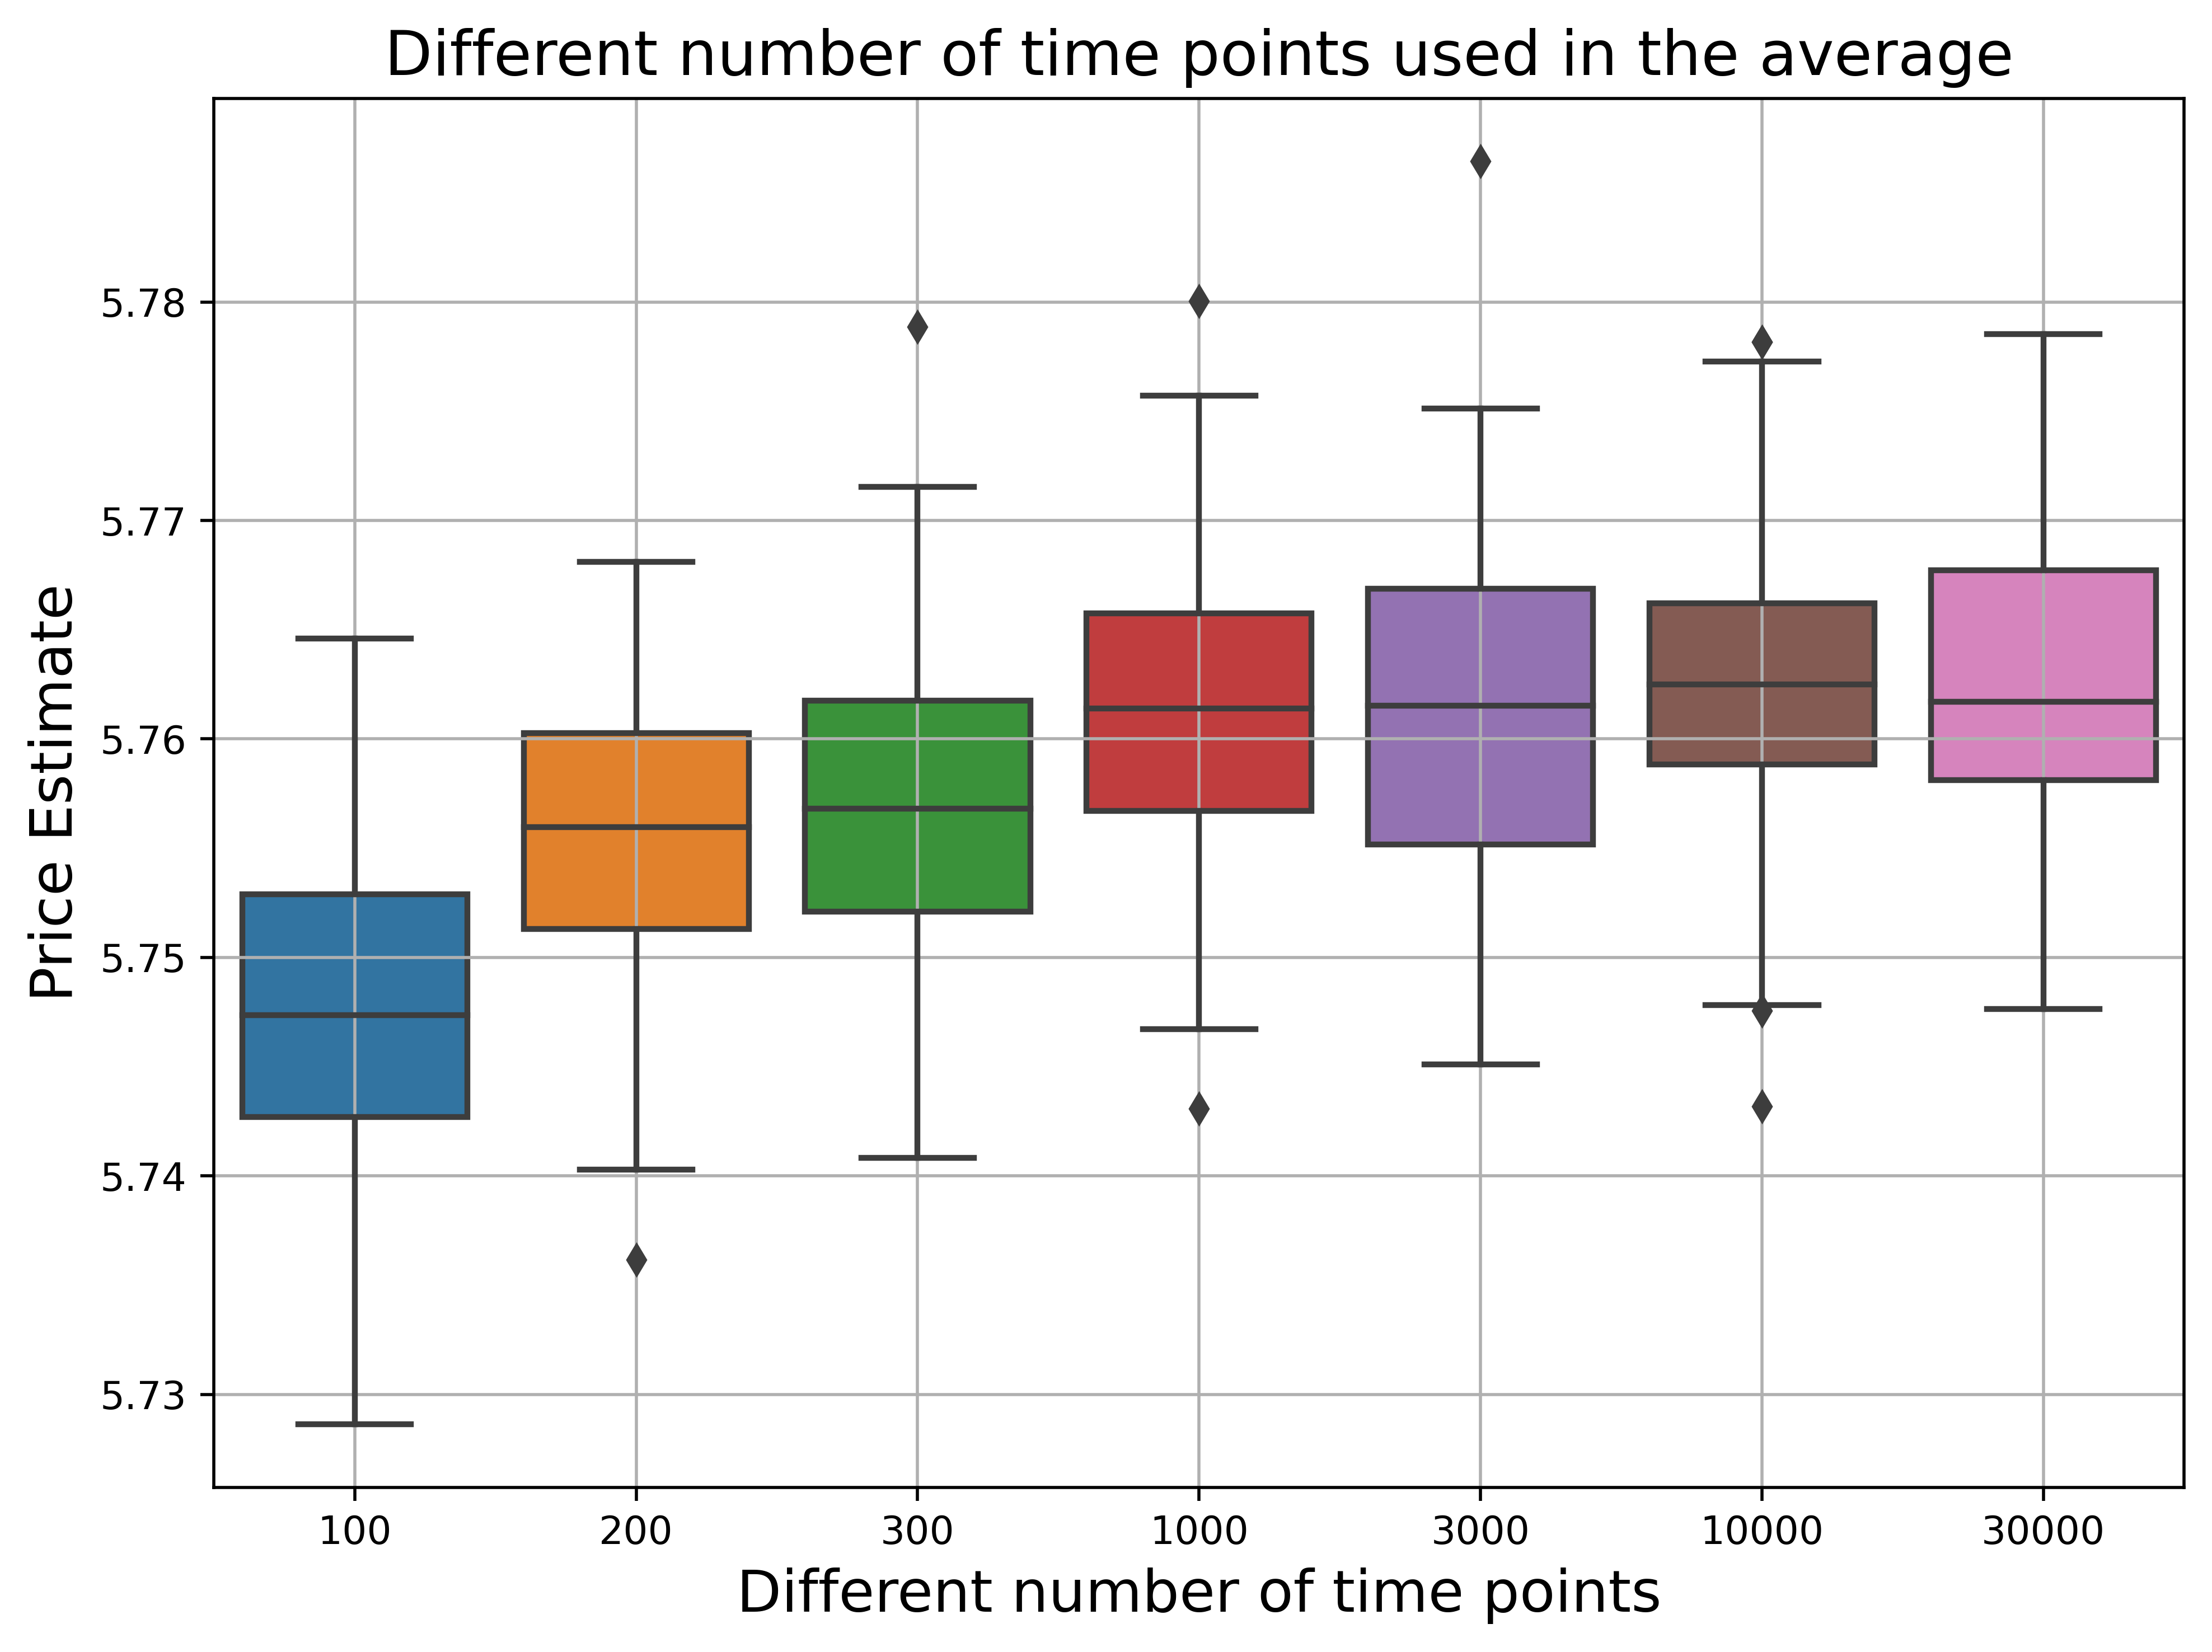 Different number of time points used in the average
Price Estimate
5.78
5.77
5.76
5.75
5.74
5.73
100 200 300 1000 3000 10000 30000
Different number of time points